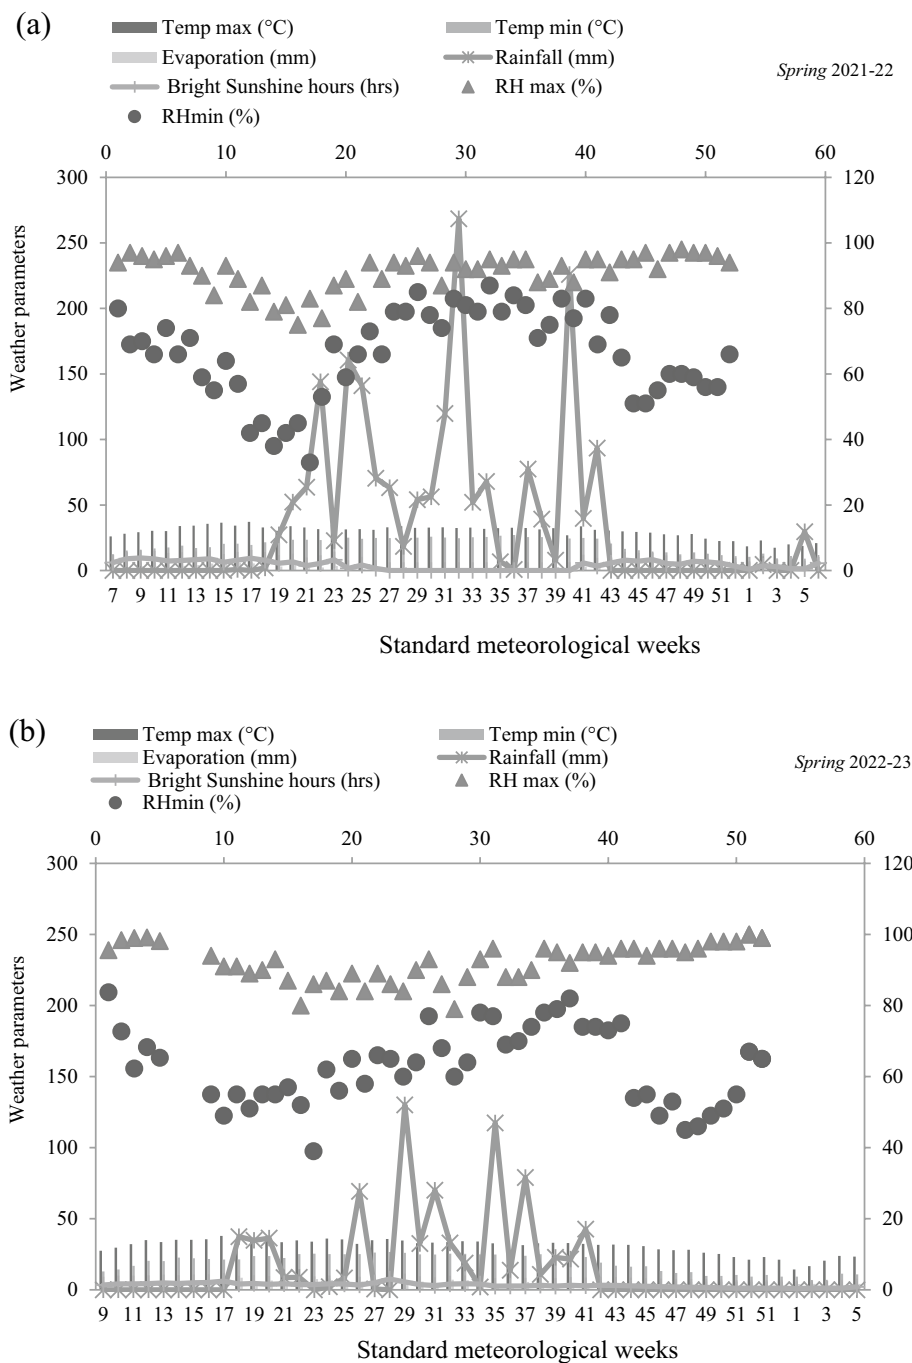 (a)
Temp max (°C) Temp min (°C)
Evaporation (mm) Rainfall (mm)
Bright Sunshine hours (hrs) RH max (%)
RHmin (%)
Spring 2021-22
0 10 20 30 40 50 60
300 120
250 100
200 80
150 60
100 40
50 20
0 0
Weather parameters
7 9 11 13 15 17 19 21 23 25 27 29 31 33 35 37 39 41 43 45 47 49 51 1 3 5
Standard meteorological weeks
(b)
Temp max (°C) Temp min (°C)
Evaporation (mm) Rainfall (mm)
Bright Sunshine hours (hrs) RH max (%)
RHmin (%)
Spring 2022-23
0 10 20 30 40 50 60
300 120
250 100
200 80
150 60
100 40
50 20
0 0
Weather parameters
9 11 13 15 17 19 21 23 25 27 29 31 33 35 37 39 41 43 45 47 49 51 51 1 3 5
Standard meteorological weeks